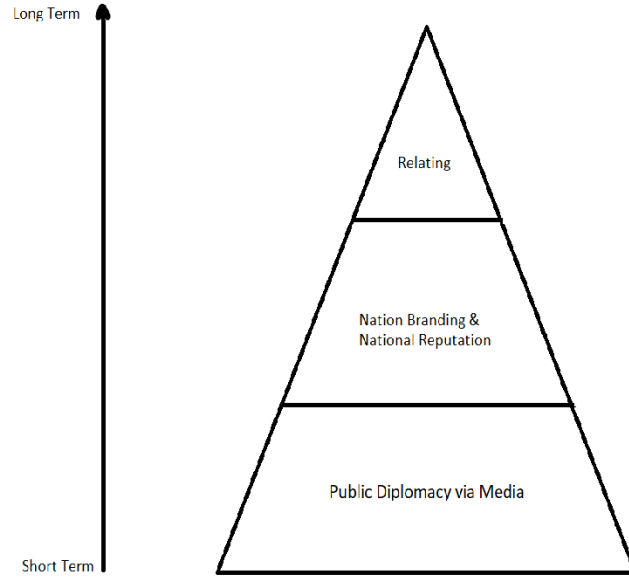 Long Term
Relating
Nation Branding &
National Reputation
Public Diplomacy via Media
Short Term